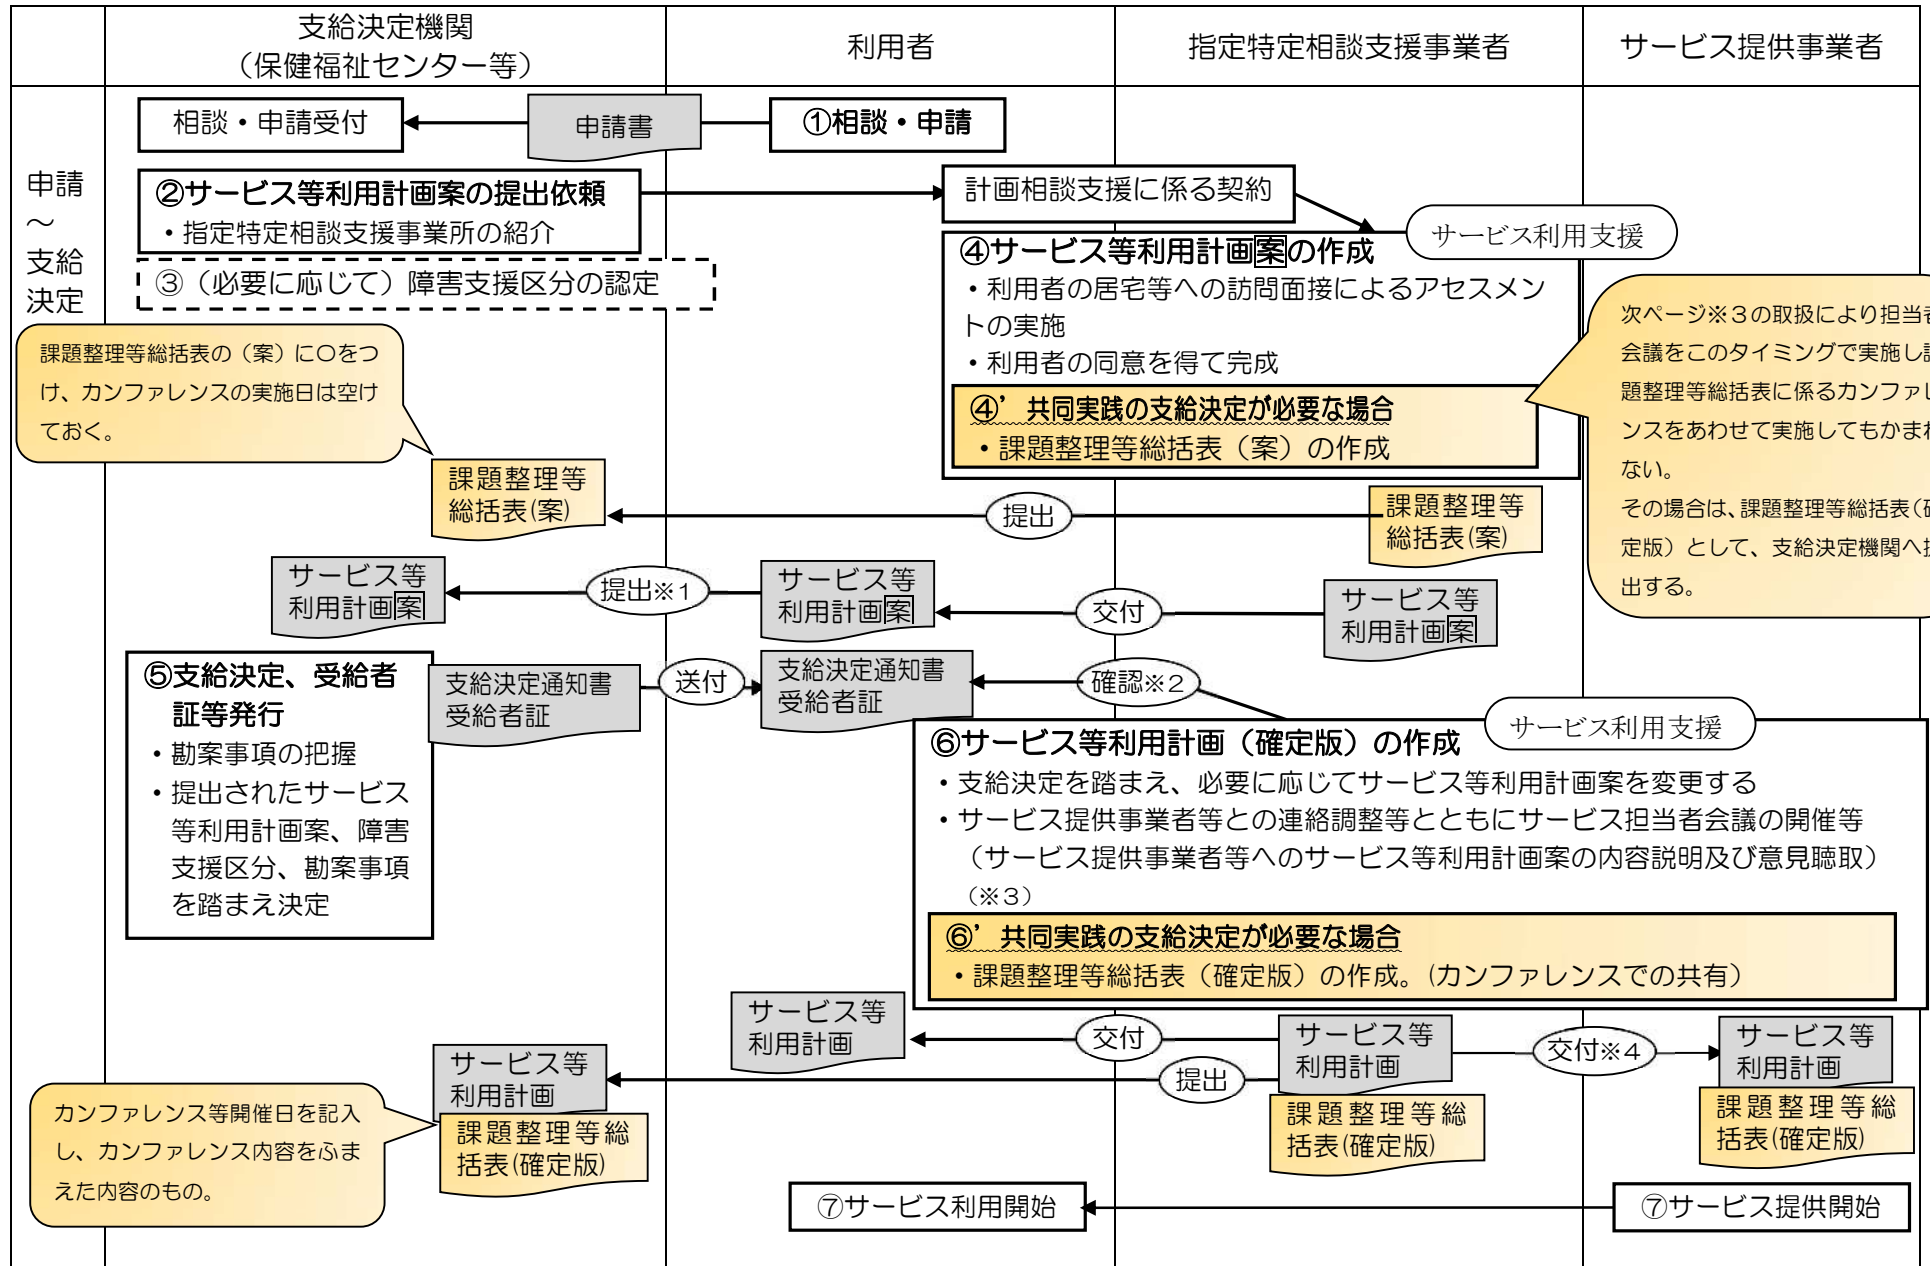 支給決定機関
（保健福祉センター等）
利用者
指定特定相談支援事業者
サービス提供事業者
申請
～
支給
決定
相談・申請受付
申請書
①相談・申請
②サービス等利用計画案の提出依頼
・指定特定相談支援事業所の紹介
計画相談支援に係る契約
サービス利用支援
③（必要に応じて）障害支援区分の認定
④サービス等利用計画案の作成
・利用者の居宅等への訪問面接によるアセスメン
トの実施
・利用者の同意を得て完成
④’共同実践の支給決定が必要な場合
・課題整理等総括表（案）の作成
次ページ※３の取扱により担当
会議をこのタイミングで実施し
題整理等総括表に係るカンファレ
ンスをあわせて実施してもかまわ
ない。
その場合は、課題整理等総括表（
定版）として、支給決定機関へ
出する。
課題整理等総括表の（案）に〇をつ
け、カンファレンスの実施日は空け
ておく。
課題整理等
総括表(案)
提出
課題整理等
総括表(案)
サービス等
利用計画案
提出※１
サービス等
利用計画案
交付
サービス等
利用計画案
⑤支給決定、受給者
証等発行
・勘案事項の把握
・提出されたサービス
等利用計画案、障害
支援区分、勘案事項
を踏まえ決定
支給決定通知書
受給者証
送付
支給決定通知書
受給者証
確認※２
サービス利用支援
⑥サービス等利用計画（確定版）の作成
・支給決定を踏まえ、必要に応じてサービス等利用計画案を変更する
・サービス提供事業者等との連絡調整等とともにサービス担当者会議の開催等
（サービス提供事業者等へのサービス等利用計画案の内容説明及び意見聴取）
(※３)
⑥’共同実践の支給決定が必要な場合
・課題整理等総括表（確定版）の作成。(カンファレンスでの共有）
サービス等
利用計画
交付
サービス等
利用計画
交付※４
サービス等
利用計画
サービス等
利用計画
提出
課題整理等総
括表(確定版)
課題整理等総
括表(確定版)
課題整理等総
括表(確定版)
カンファレンス等開催日を記入
し、カンファレンス内容をふま
えた内容のもの。
⑦サービス利用開始
⑦サービス提供開始